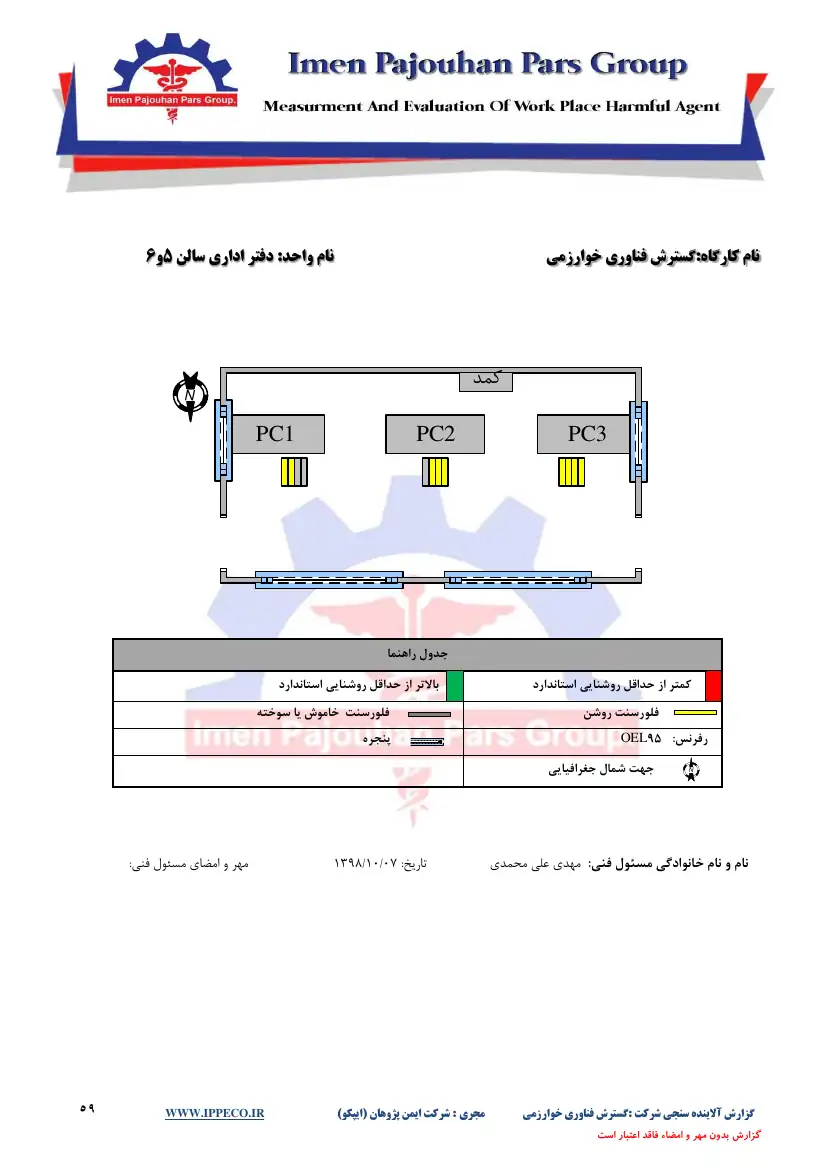 Imen Pajouhan Pars Group
Imen Pajouhan Pars Group.
Measurment And Evaluation Of Work Place Harmful Agent
نام کارگاه:گسترش فناوری خوارزمی نام واحد: دفتر اداری سالن ۵و۶
کمد
N
PC1 PC2 PC3
جدول راهنما
کمتر از حداقل روشنایی استاندارد بالاتر از حداقل روشنایی استاندارد
فلورسنت روشن فلورسنت خاموش یا سوخته
رفرنس: OEL۹۵ پنجره
جهت شمال جغرافیایی
N
Imen Pajouhan Pars Group
نام و نام خانوادگی مسئول فنی: مهدی علی محمدی تاریخ: ۱۳۹۸/۱۰/۰۷ مهر و امضای مسئول فنی:
گزارش آلاینده سنجی شرکت :گسترش فناوری خوارزمی مجری : شرکت ایمن پژوهان (ایپکو) WWW.IPPECO.IR ۵۹
گزارش بدون مهر و امضاء فاقد اعتبار است